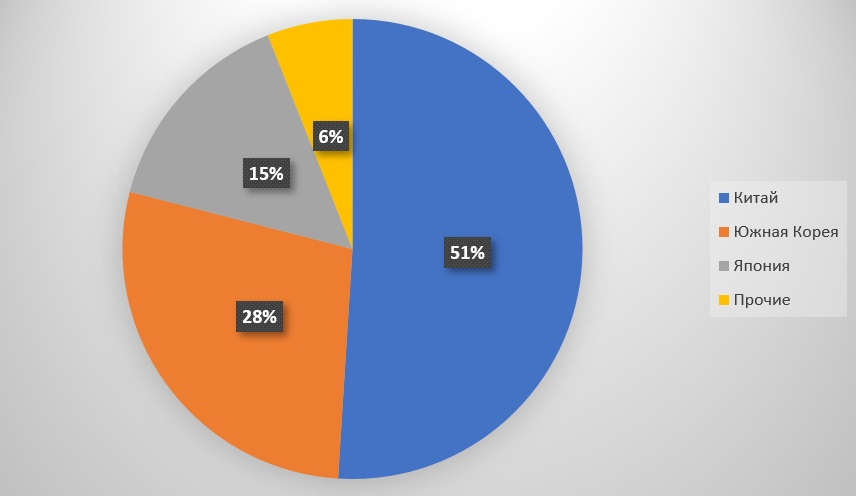 6%
15%
51%
28%
Китай
Южная Корея
Япония
Прочие